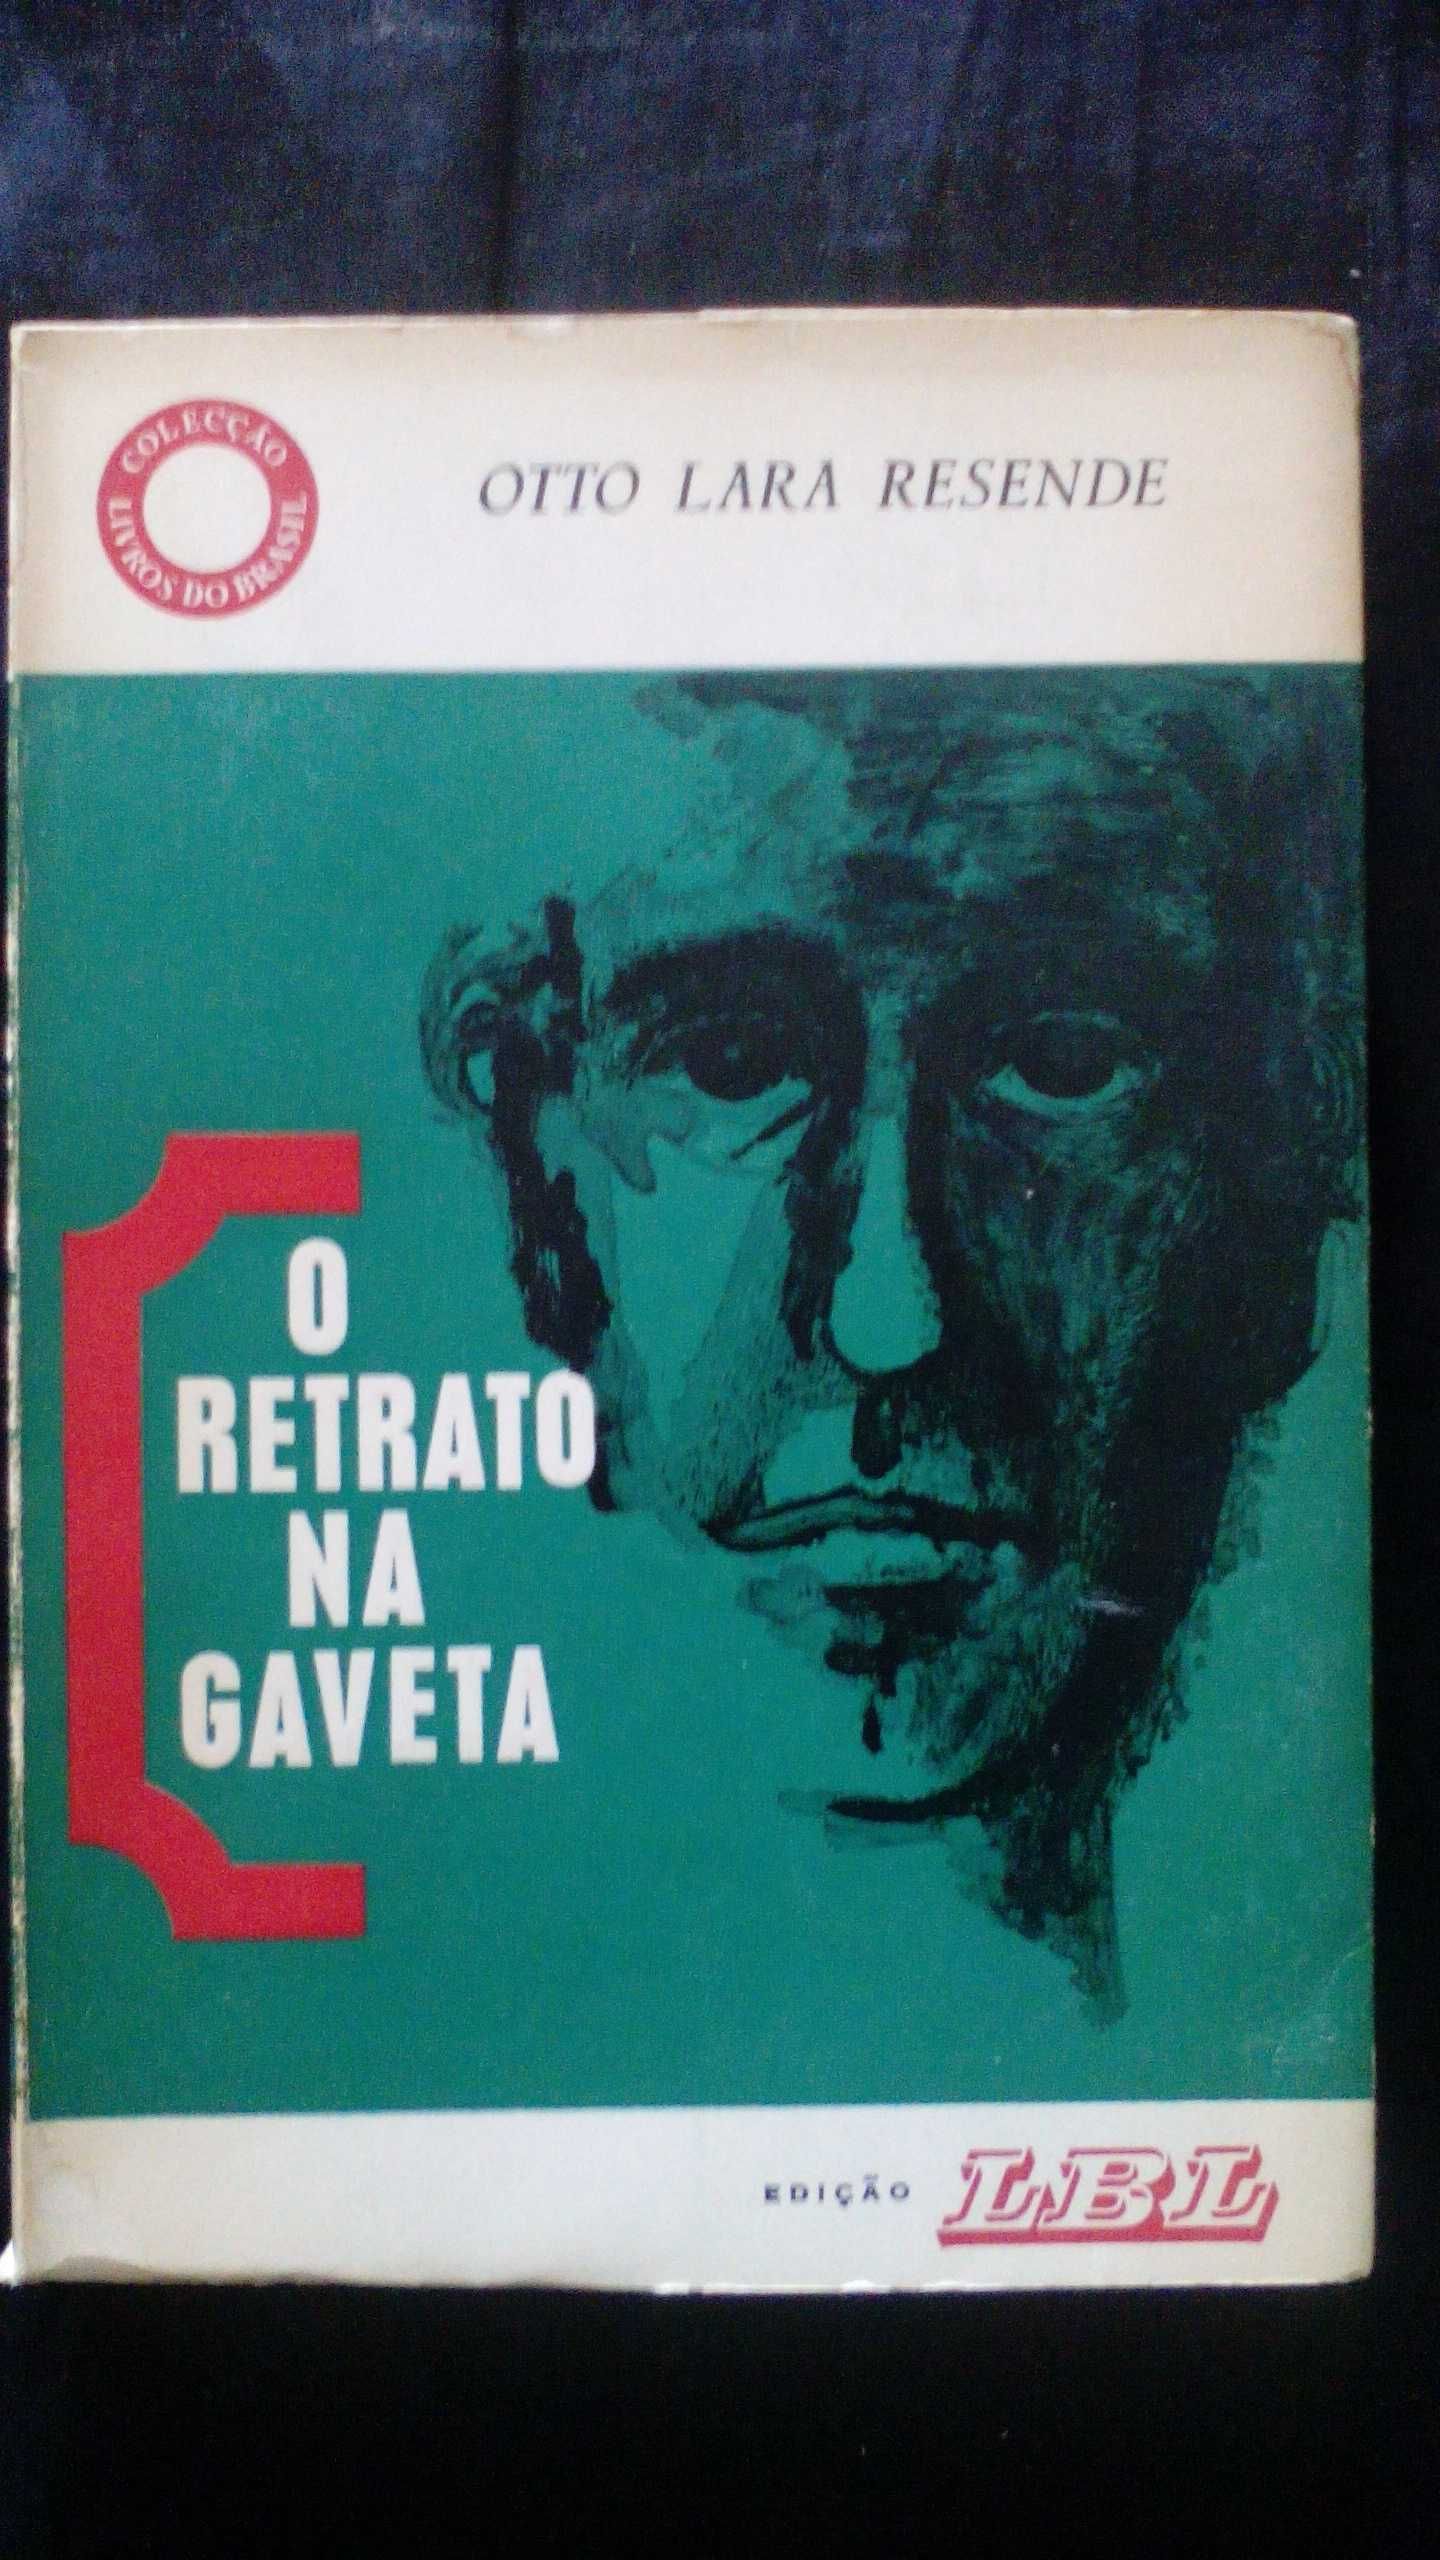 COLECÇÃO
LIVROS DO BRASIL
OTTO LARA RESENDE
O
RETRATO
NA
GAVETA
EDIÇÃO LBL